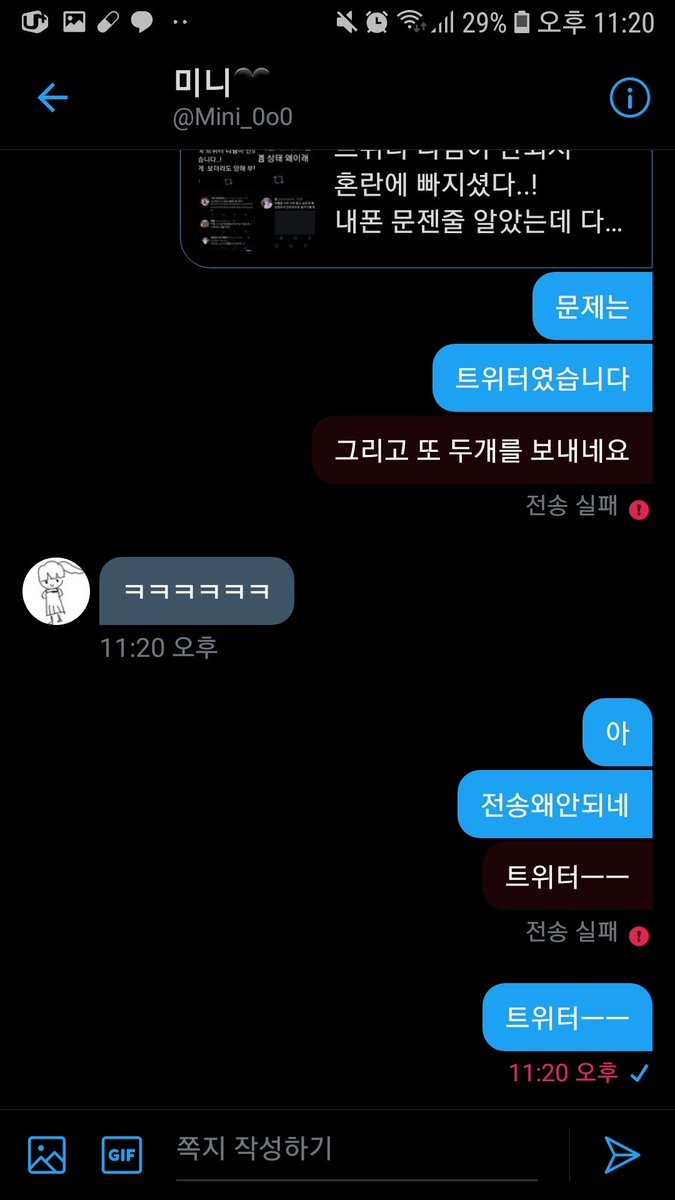 29% 오후 11:20
미니🖤
@Mini_0o0
혼란에 빠지셨다..!
내폰 문젠줄 알았는데 다...
문제는
트위터였습니다
그리고 또 두개를 보내네요
전송 실패
ㅋㅋㅋㅋㅋㅋ
11:20 오후
아
전송왜안되네
트위터ㅡㅡ
전송 실패
트위터ㅡㅡ
11:20 오후
GIF
쪽지 작성하기